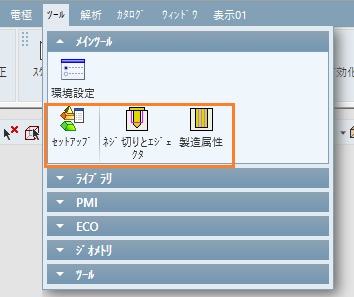 電極 ﾂｰﾙ 解析 ｶﾀﾛｸﾞ ｳｨﾝﾄﾞｳ 表示01
ﾒｲﾝﾂｰﾙ
環境設定
ｾｯﾄｱｯﾌﾟ ﾈｼﾞ切りとｴｼﾞｪｸﾀ 製造属性
ﾗｲﾌﾞﾗﾘ
PMI
ECO
ｼﾞｵﾒﾄﾘ
ﾂｰﾙ